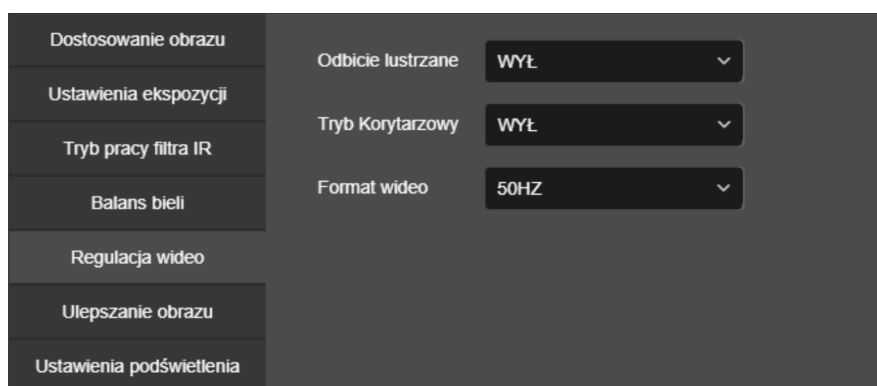 Dostosowanie obrazu
Ustawienia ekspozycji
Tryb pracy filtra IR
Balans bieli
Regulacja wideo
Ulepszanie obrazu
Ustawienia podświetlenia
Odbicie lustrzane WYŁ
Tryb Korytarzowy WYŁ
Format wideo 50HZ